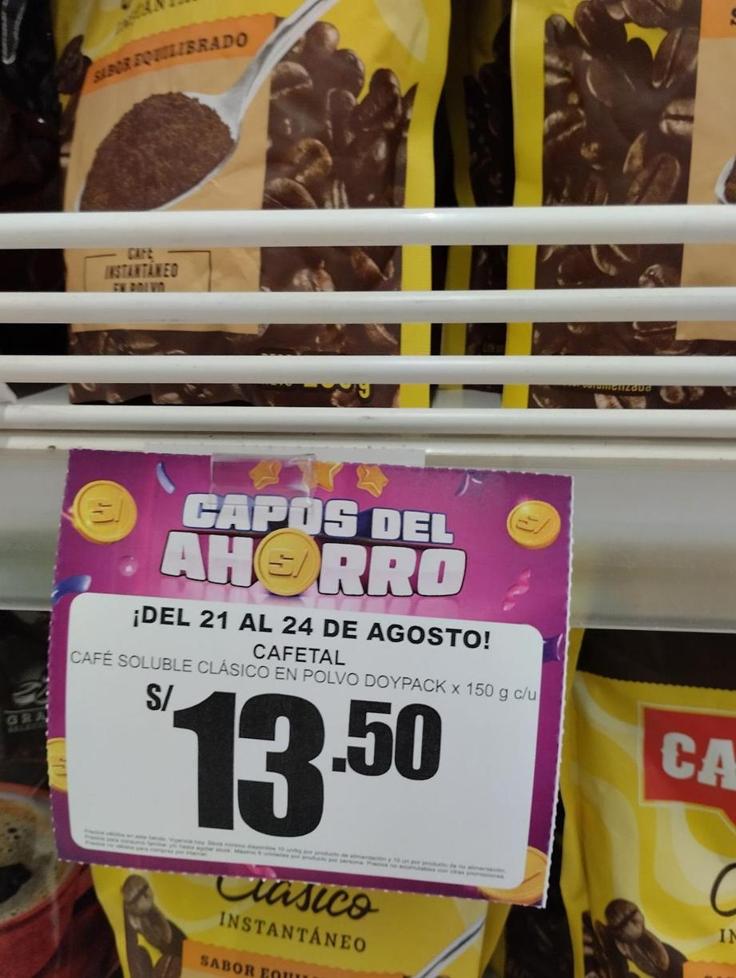 SABOR EQUILIBRADO
CAFÉ
INSTANTÁNEO
EN POLVO
CAPOS DEL
AHORRO
S/
S/
S/
¡DEL 21 AL 24 DE AGOSTO!
CAFETAL
CAFÉ SOLUBLE CLÁSICO EN POLVO DOYPACK x 150 g c/u
S/ 13.50
Clásico
INSTANTÁNEO
CA